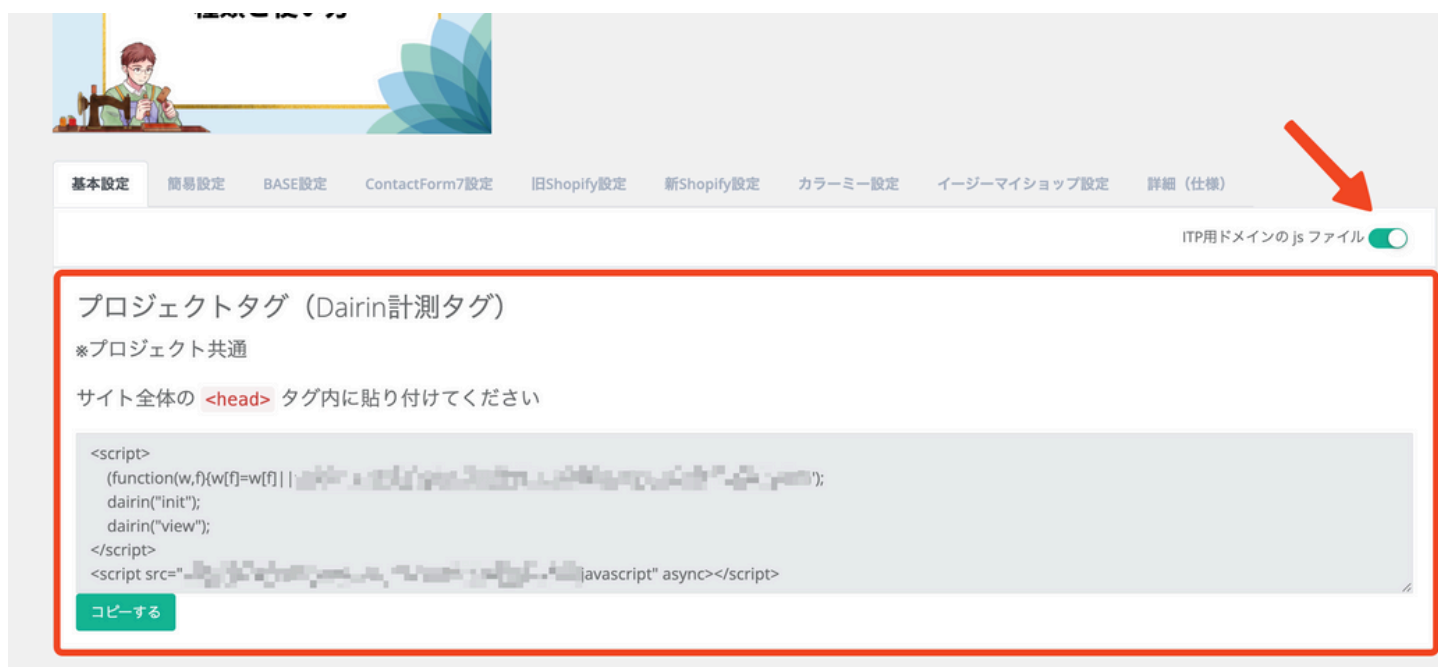 基本設定 簡易設定 BASE設定 ContactForm7設定 旧Shopify設定 新Shopify設定 カラーミー設定 イージーマイショップ設定 詳細（仕様）
ITP用ドメインの js ファイル
プロジェクトタグ（Dairin計測タグ）
※プロジェクト共通
サイト全体の <head> タグ内に貼り付けてください
<script>
(function(w,f){w[f]=w[f]||
');
dairin("init");
dairin("view");
</script>
<script src="
javascript" async></script>
コピーする